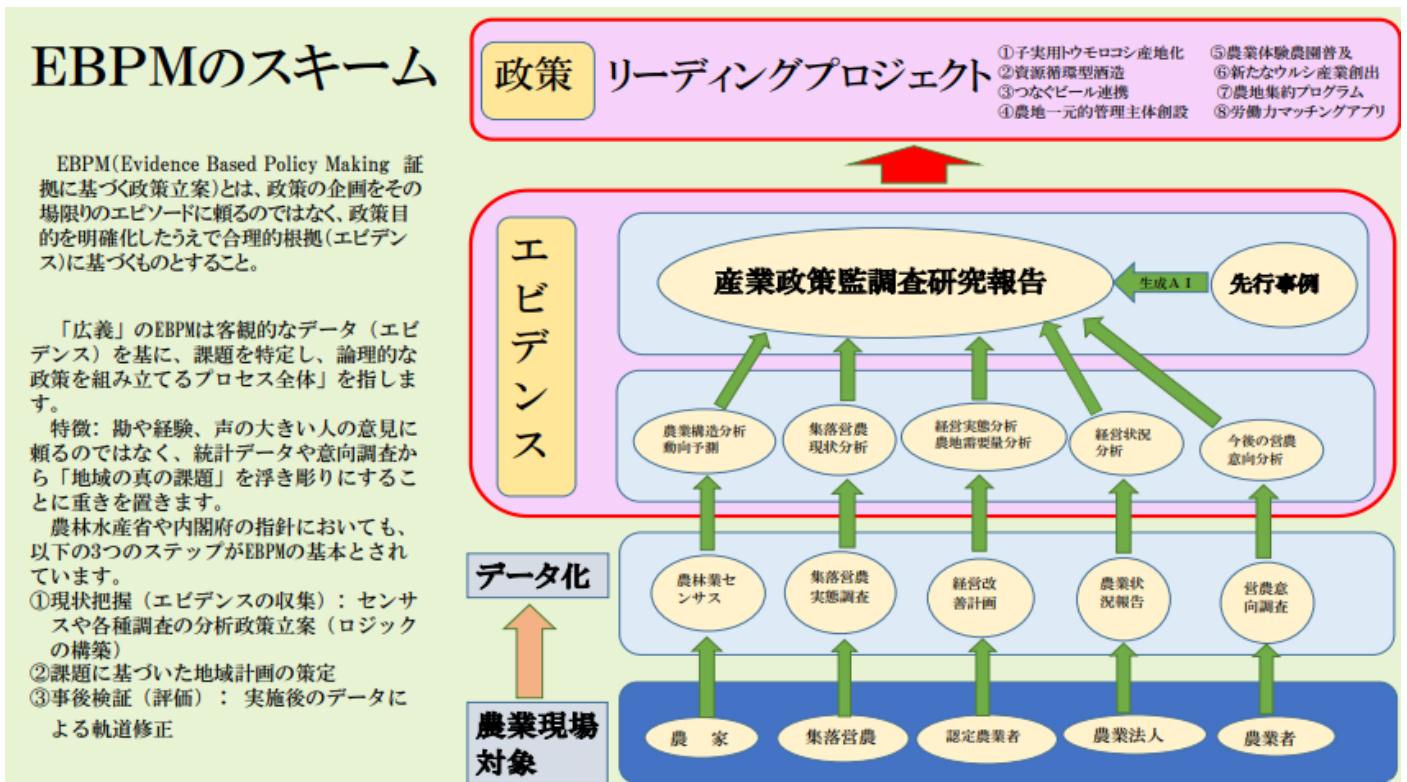 EBPMのスキーム
EBPM(Evidence Based Policy Making 証
拠に基づく政策立案)とは、政策の企画をその
場限りのエピソードに頼るのではなく、政策目
的を明確化したうえで合理的根拠(エビデン
ス)に基づくものとすること。
「広義」のEBPMは客観的なデータ（エビ
デンス）を基に、課題を特定し、論理的な
政策を組み立てるプロセス全体」を指しま
す。
特徴： 勘や経験、声の大きい人の意見に
頼るのではなく、統計データや意向調査か
ら「地域の真の課題」を浮き彫りにするこ
とに重きを置きます。
農林水産省や内閣府の指針においても、
以下の3つのステップがEBPMの基本とされ
ています。
①現状把握（エビデンスの収集）： センサ
スや各種調査の分析政策立案（ロジック
の構築）
②課題に基づいた地域計画の策定
③事後検証（評価）： 実施後のデータに
よる軌道修正
政策
リーディングプロジェクト
①子実用トウモロコシ産地化
②資源循環型酒造
③つなぐビール連携
④農地一元的管理主体創設
⑤農業体験農園普及
⑥新たなウルシ産業創出
⑦農地集約プログラム
⑧労働力マッチングアプリ
エビデンス
産業政策監調査研究報告
生成AI
先行事例
農業構造分析
動向予測
集落営農
現状分析
経営実態分析
農地需要量分析
経営状況
分析
今後の営農
意向分析
データ化
農林業セ
ンサス
集落営農
実態調査
経営改
善計画
農業状
況報告
営農意
向調査
農業現場
対象
農 家
集落営農
認定農業者
農業法人
農業者